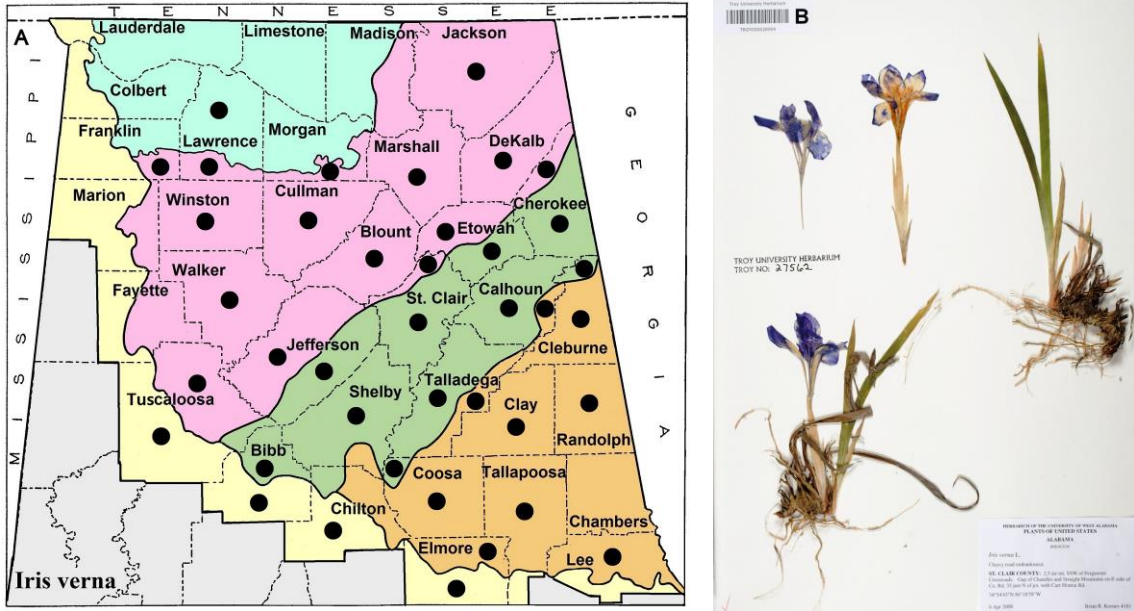 TENNESSEE
A
Lauderdale
Limestone
Madison
Jackson
Colbert
Franklin
Lawrence
Morgan
Marshall
DeKalb
Marion
Winston
Cullman
Cherokee
Blount
Etowah
Walker
Fayette
St. Clair
Calhoun
Jefferson
Cleburne
Tuscaloosa
Shelby
Talladega
Clay
Randolph
Bibb
Coosa
Tallapoosa
Chilton
Chambers
Elmore
Lee
MISSISSIPPI
GEORGIA
Iris verna
Troy University Herbarium
B
TROY UNIVERSITY HERBARIUM
TROY NO: 27562
HERBARIUM OF THE UNIVERSITY OF WEST ALABAMA
PLANTS OF UNITED STATES
ALABAMA
Iris verna L.
ST. CLAIR COUNTY:
6 Apr 2008